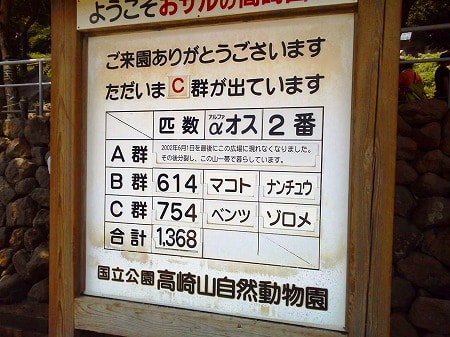 ようこそおサルの高崎山
ご来園ありがとうございます
ただいま C 群が出ています
匹数 アルファ αオス 2番
A群 2002年6月1日を最後にこの広場に現れなくなりました。
その後分裂し、この山一帯で暮らしています。
B群 614 マコト ナンチュウ
C群 754 ベンツ ゾロメ
合計 1,368
国立公園 高崎山自然動物園